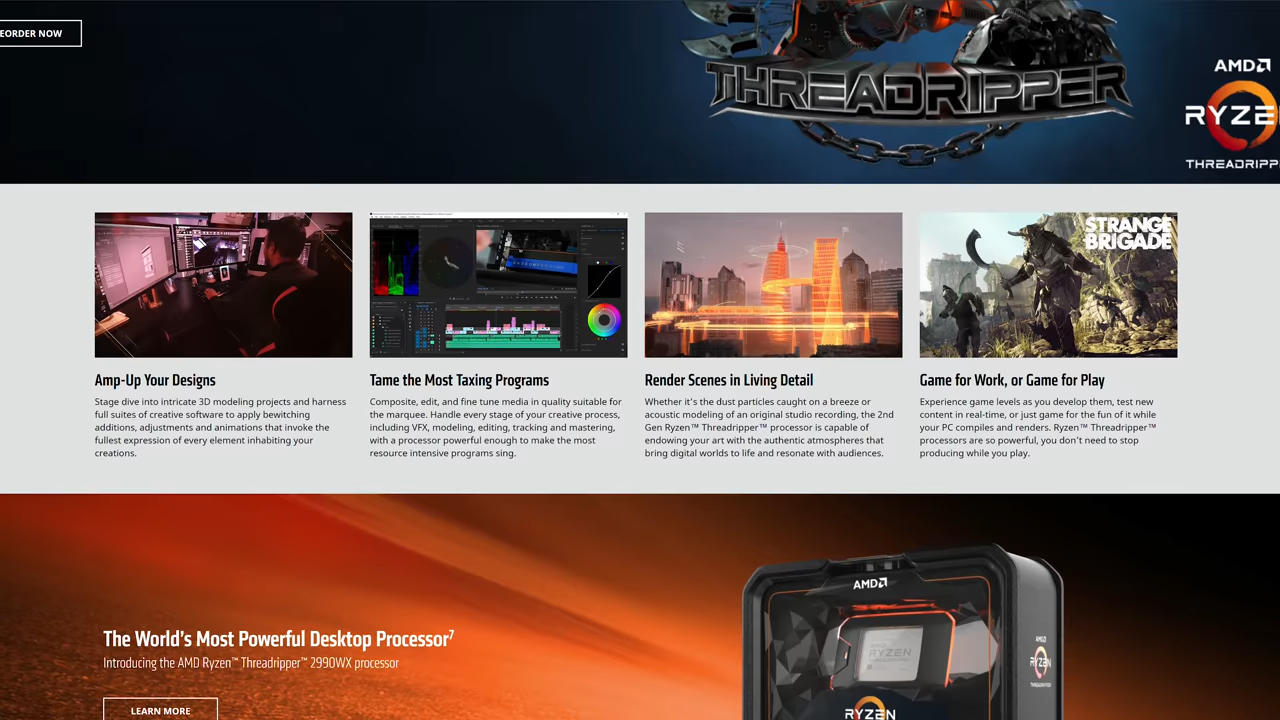 EORDER NOW
THREADRIPPER
AMD
RYZE
THREADRIPP
STRANGE
BRIGADE
Amp-Up Your Designs
Stage dive into intricate 3D modeling projects and harness
full suites of creative software to apply bewitching
additions, adjustments and animations that invoke the
fullest expression of every element inhabiting your
creations.
Tame the Most Taxing Programs
Composite, edit, and fine tune media in quality suitable for
the marquee. Handle every stage of your creative process,
including VFX, modeling, editing, tracking and mastering,
with a processor powerful enough to make the most
resource intensive programs sing.
Render Scenes in Living Detail
Whether it's the dust particles caught on a breeze or
acoustic modeling of an original studio recording, the 2nd
Gen Ryzen™ Threadripper™ processor is capable of
endowing your art with the authentic atmospheres that
bring digital worlds to life and resonate with audiences.
Game for Work, or Game for Play
Experience game levels as you develop them, test new
content in real-time, or just game for the fun of it while
your PC compiles and renders. Ryzen™ Threadripper™
processors are so powerful, you don't need to stop
producing while you play.
The World's Most Powerful Desktop Processor⁷
Introducing the AMD Ryzen™ Threadripper™ 2990WX processor
LEARN MORE
AMD
RYZEN
RYZEN
AMD
RYZEN
THREADRIPPER